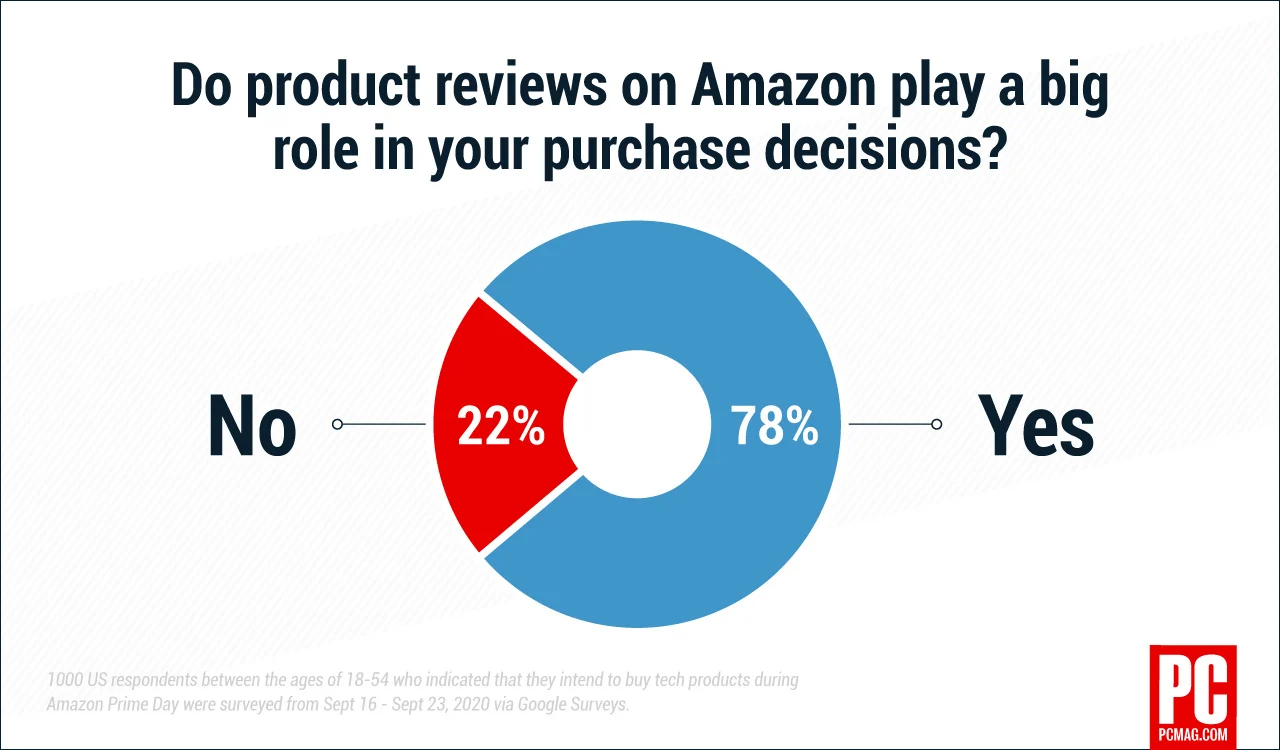 Do product reviews on Amazon play a big
role in your purchase decisions?
No
22%
78%
Yes
1000 US respondents between the ages of 18-54 who indicated that they intend to buy tech products during
Amazon Prime Day were surveyed from Sept 16 - Sept 23, 2020 via Google Surveys.
PC
PCMAG.COM